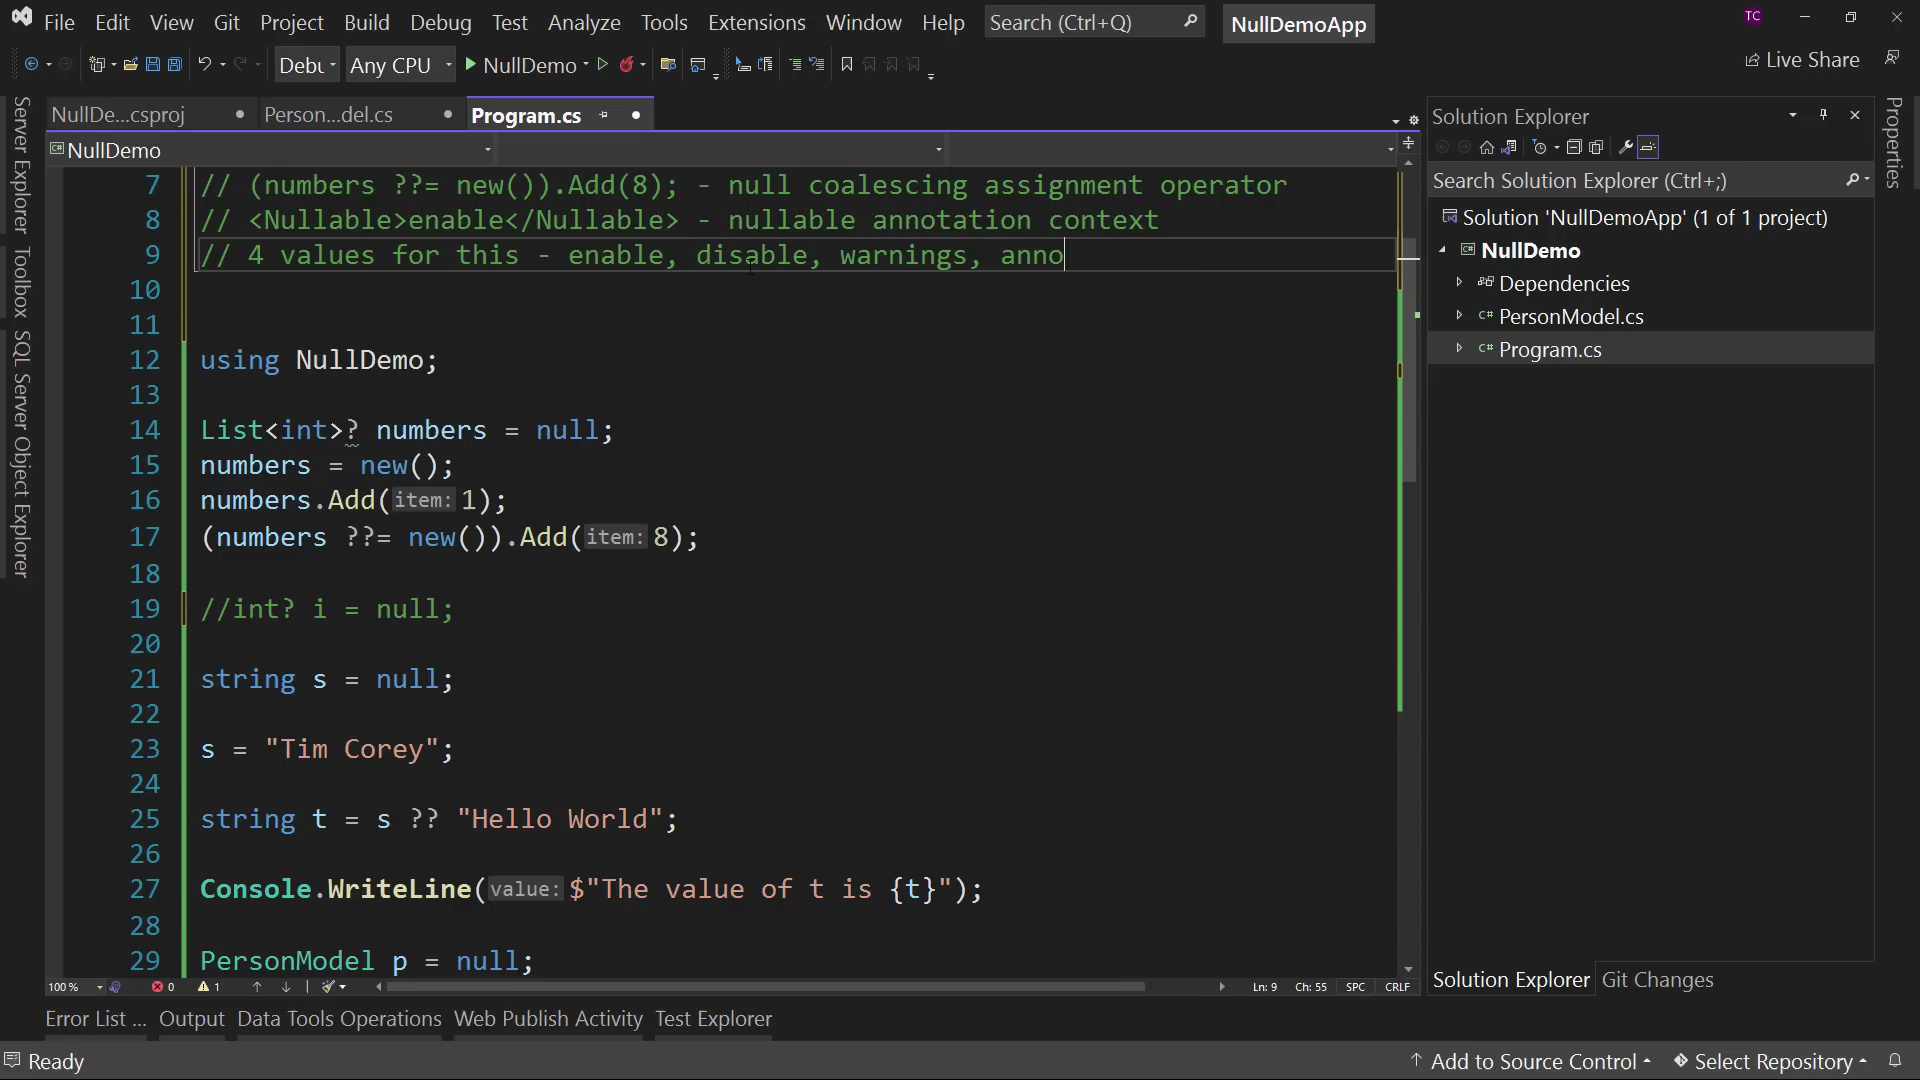 File Edit View Git Project Build Debug Test Analyze Tools Extensions Window Help Search (Ctrl+Q) NullDemoApp TC
Debu Any CPU NullDemo Live Share
NullDe...csproj Person...del.cs Program.cs
NullDemo
7 // (numbers ??= new()).Add(8); - null coalescing assignment operator
8 // <Nullable>enable</Nullable> - nullable annotation context
9 // 4 values for this - enable, disable, warnings, anno
10
11
12 using NullDemo;
13
14 List<int>? numbers = null;
15 numbers = new();
16 numbers.Add(item: 1);
17 (numbers ??= new()).Add(item: 8);
18
19 //int? i = null;
20
21 string s = null;
22
23 s = "Tim Corey";
24
25 string t = s ?? "Hello World";
26
27 Console.WriteLine(value: $"The value of t is {t}");
28
29 PersonModel p = null;
100 % 0 1 Ln: 9 Ch: 55 SPC CRLF
Error List ... Output Data Tools Operations Web Publish Activity Test Explorer
Ready Add to Source Control Select Repository
Server Explorer
Toolbox
SQL Server Object Explorer
Solution Explorer
Search Solution Explorer (Ctrl+;)
Solution 'NullDemoApp' (1 of 1 project)
NullDemo
Dependencies
C# PersonModel.cs
C# Program.cs
Solution Explorer Git Changes
Properties